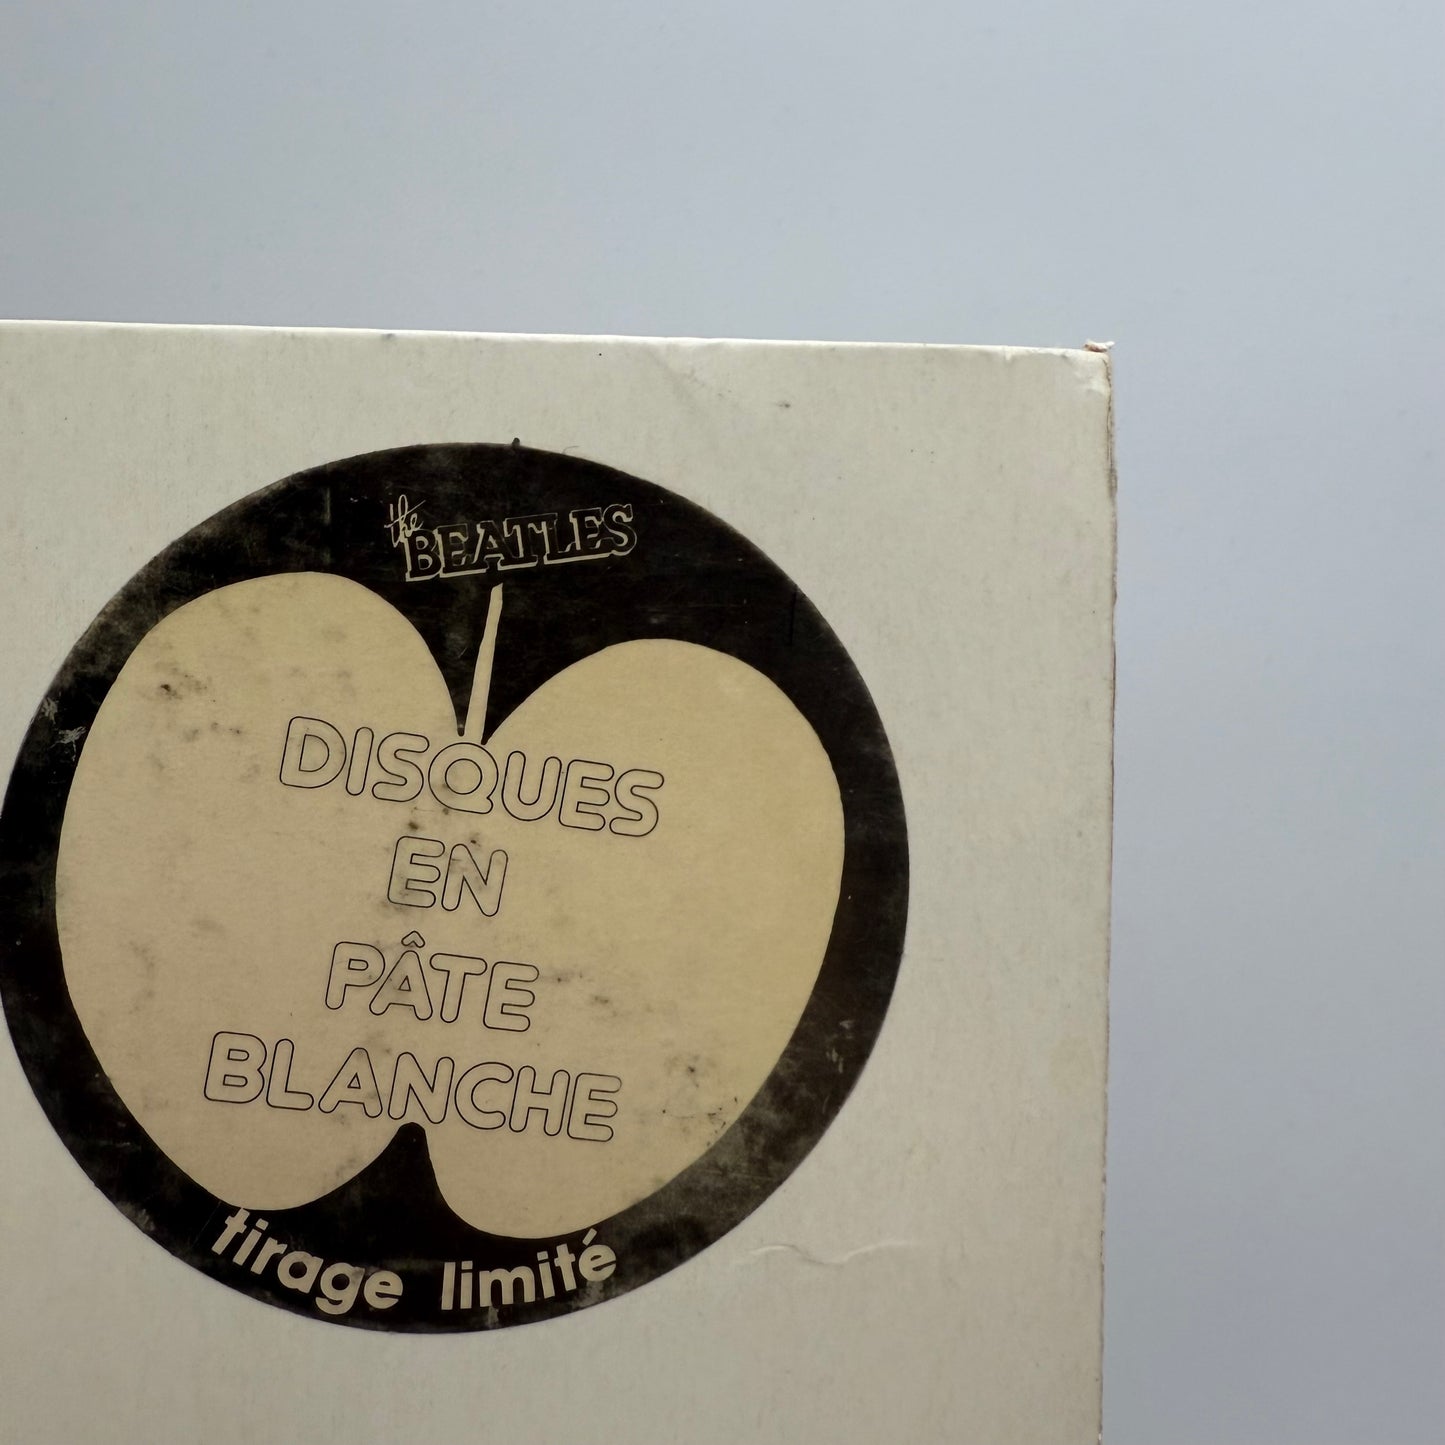 the
BEATLES
DISQUES
EN
PÂTE
BLANCHE
tirage limité